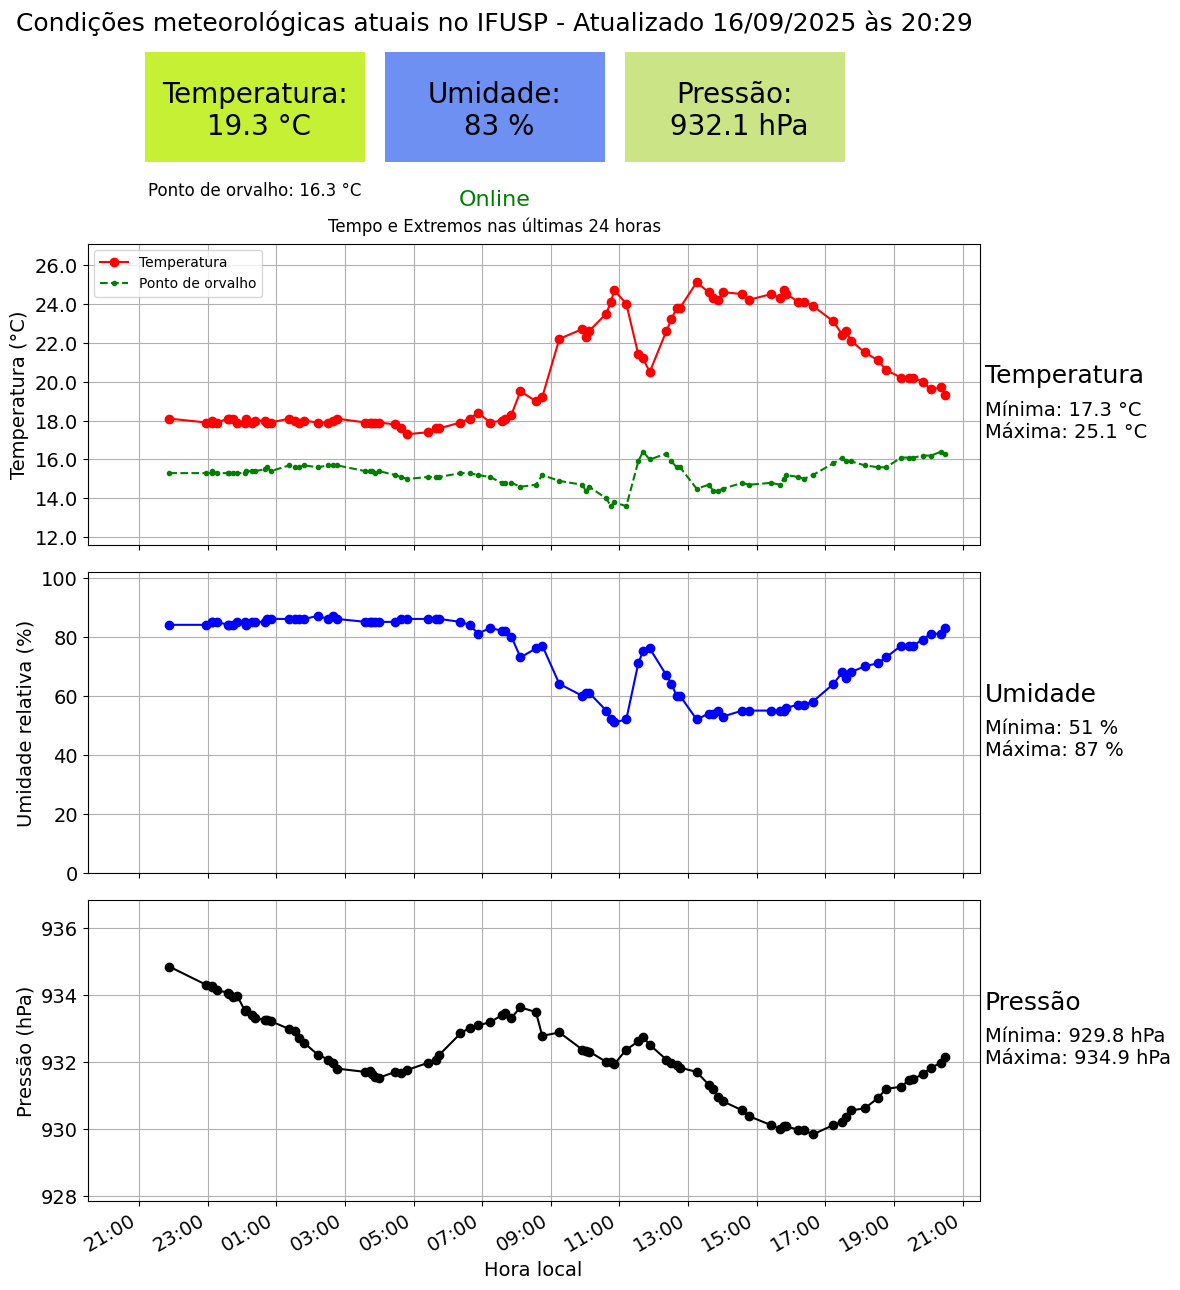 Condições meteorológicas atuais no IFUSP - Atualizado 16/09/2025 às 20:29
Temperatura:
19.3 °C
Umidade:
83 %
Pressão:
932.1 hPa
Ponto de orvalho: 16.3 °C
Online
Tempo e Extremos nas últimas 24 horas
Temperatura
Ponto de orvalho
Temperatura (°C)
26.0
24.0
22.0
20.0
18.0
16.0
14.0
12.0
Temperatura
Mínima: 17.3 °C
Máxima: 25.1 °C
Umidade relativa (%)
100
80
60
40
20
0
Umidade
Mínima: 51 %
Máxima: 87 %
Pressão (hPa)
936
934
932
930
928
Pressão
Mínima: 929.8 hPa
Máxima: 934.9 hPa
21:00
23:00
01:00
03:00
05:00
07:00
09:00
11:00
13:00
15:00
17:00
19:00
21:00
Hora local